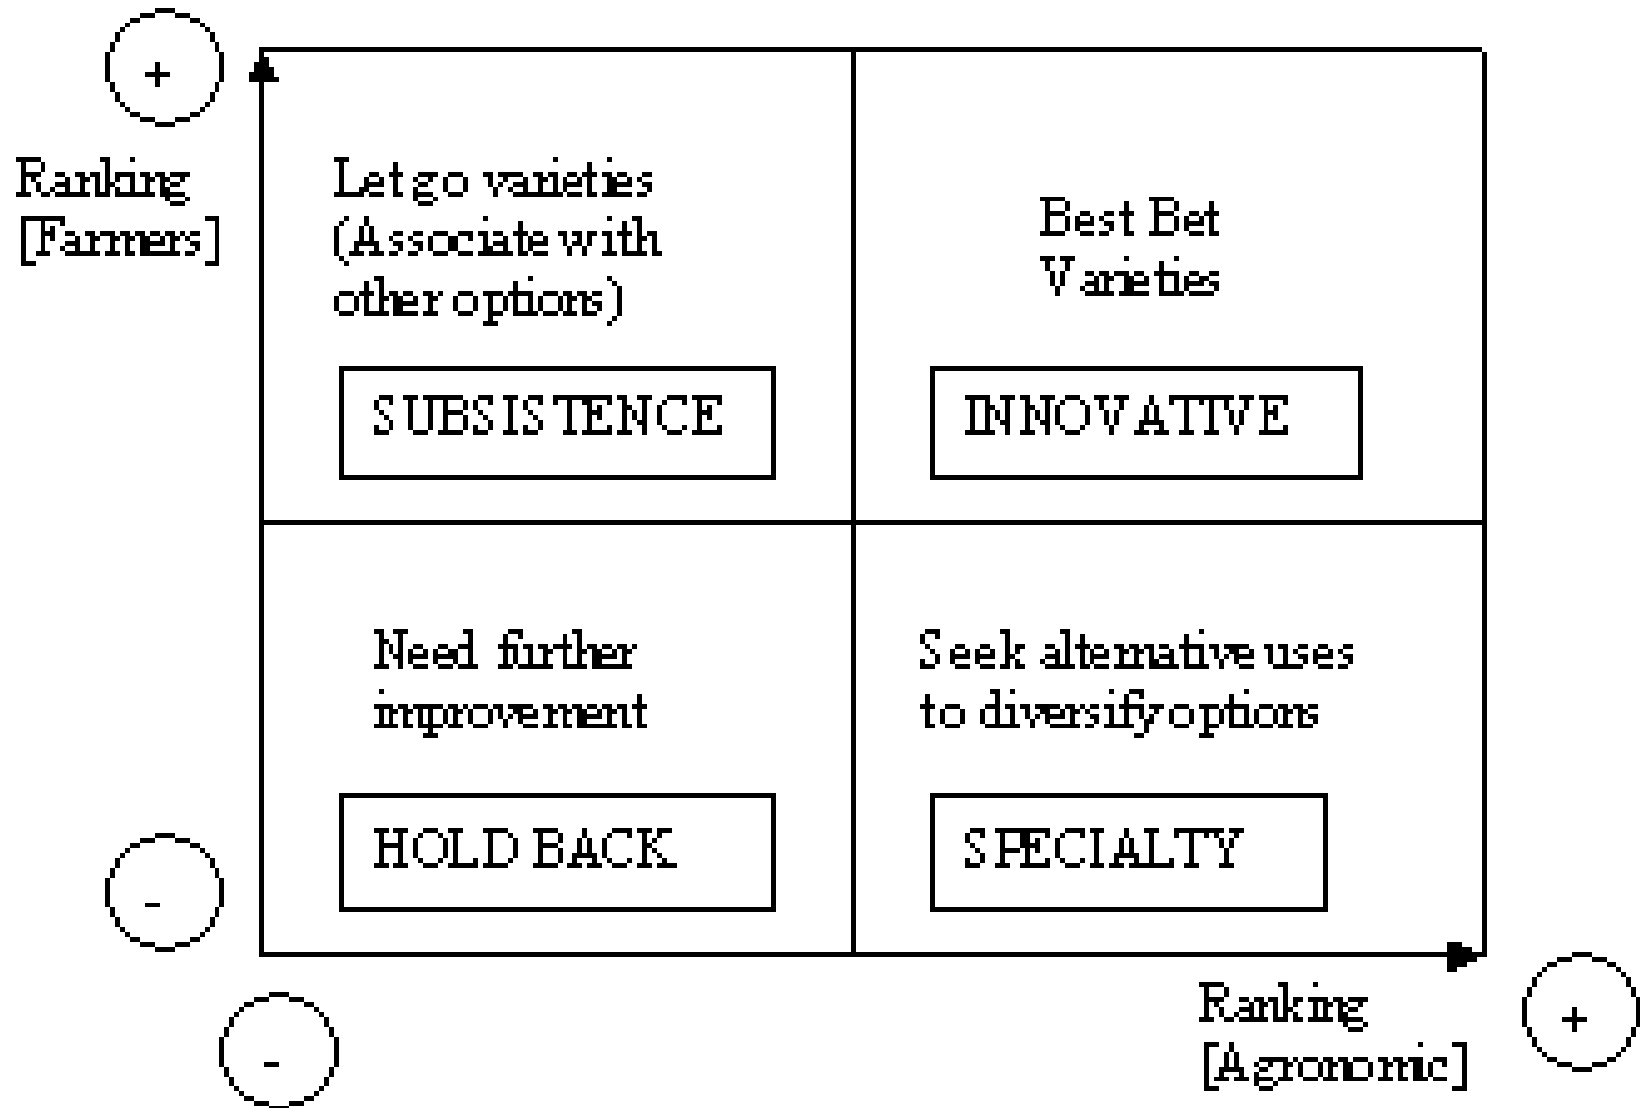 +
Ranking
[Farmers]
Let go varieties
(Associate with
other options)
SUBSISTENCE
Best Bet
Varieties
INNOVATIVE
Need further
improvement
HOLD BACK
Seek alternative uses
to diversify options
SPECIALTY
-
-
Ranking
[Agronomic]
+